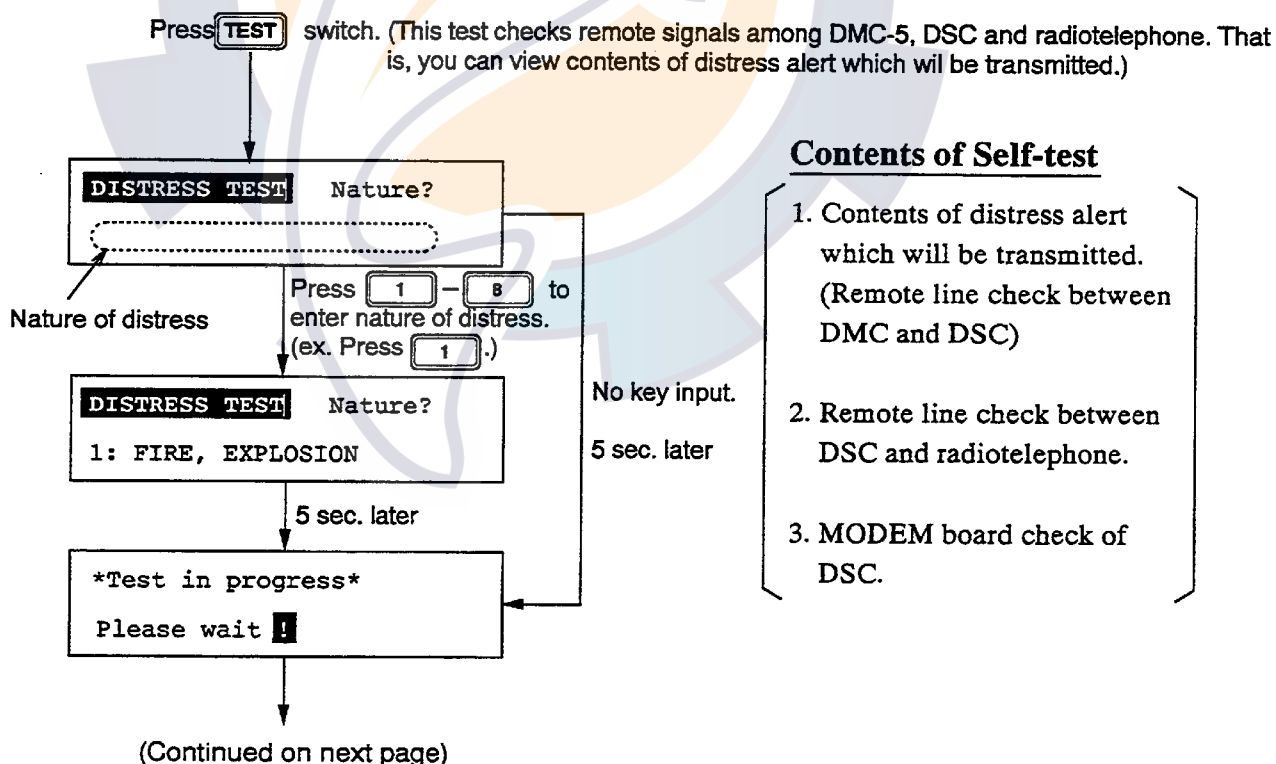 Press TEST switch. (This test checks remote signals among DMC-5, DSC and radiotelephone. That
is, you can view contents of distress alert which wil be transmitted.)
DISTRESS TEST Nature?
Nature of distress
Press 1 – 8 to
enter nature of distress.
(ex. Press 1.)
No key input.
5 sec. later
DISTRESS TEST Nature?
1: FIRE, EXPLOSION
5 sec. later
*Test in progress*
Please wait !
(Continued on next page)
Contents of Self-test
1. Contents of distress alert
which will be transmitted.
(Remote line check between
DMC and DSC)
2. Remote line check between
DSC and radiotelephone.
3. MODEM board check of
DSC.